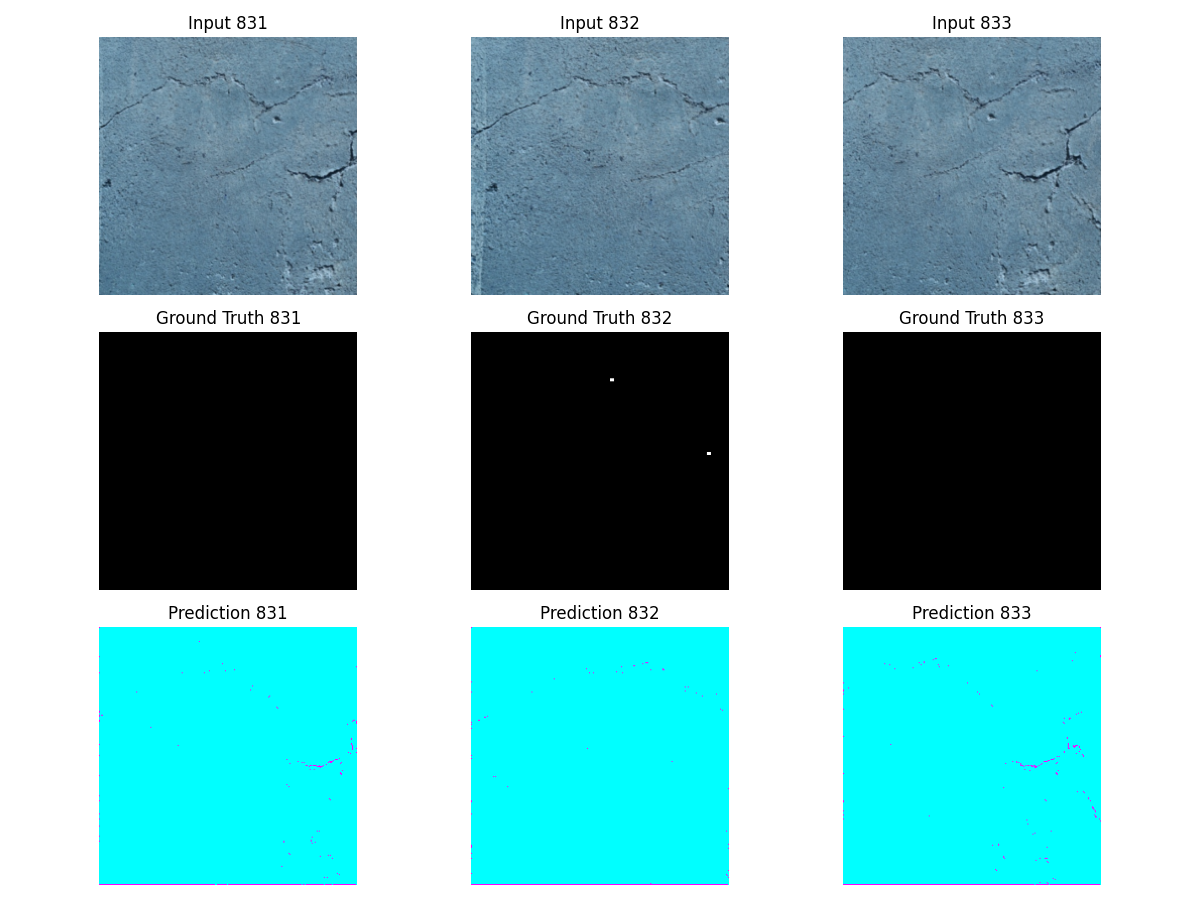 Input 831
Input 832
Input 833
Ground Truth 831
Ground Truth 832
Ground Truth 833
Prediction 831
Prediction 832
Prediction 833